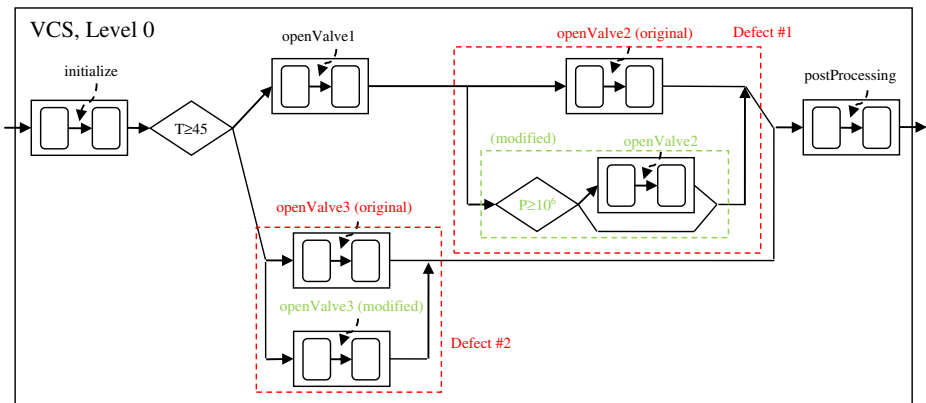 VCS, Level 0
openValve1
openValve2 (original)
Defect #1
initialize
postProcessing
T≥45
(modified)
openValve2
P≥10⁶
openValve3 (original)
openValve3 (modified)
Defect #2